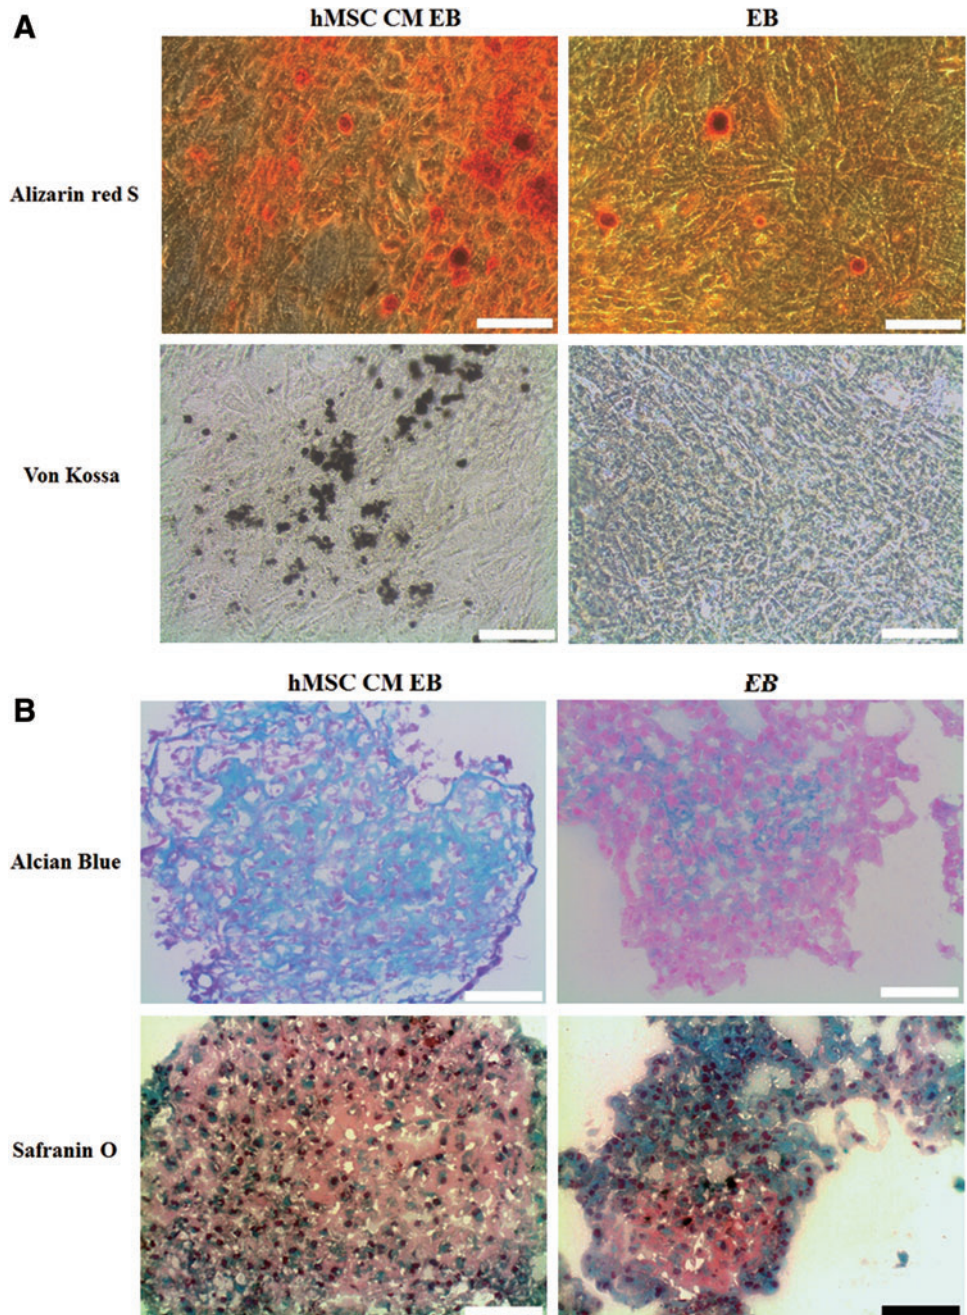 A
hMSC CM EB
EB
Alizarin red S
Von Kossa
B
hMSC CM EB
EB
Alcian Blue
Safranin O